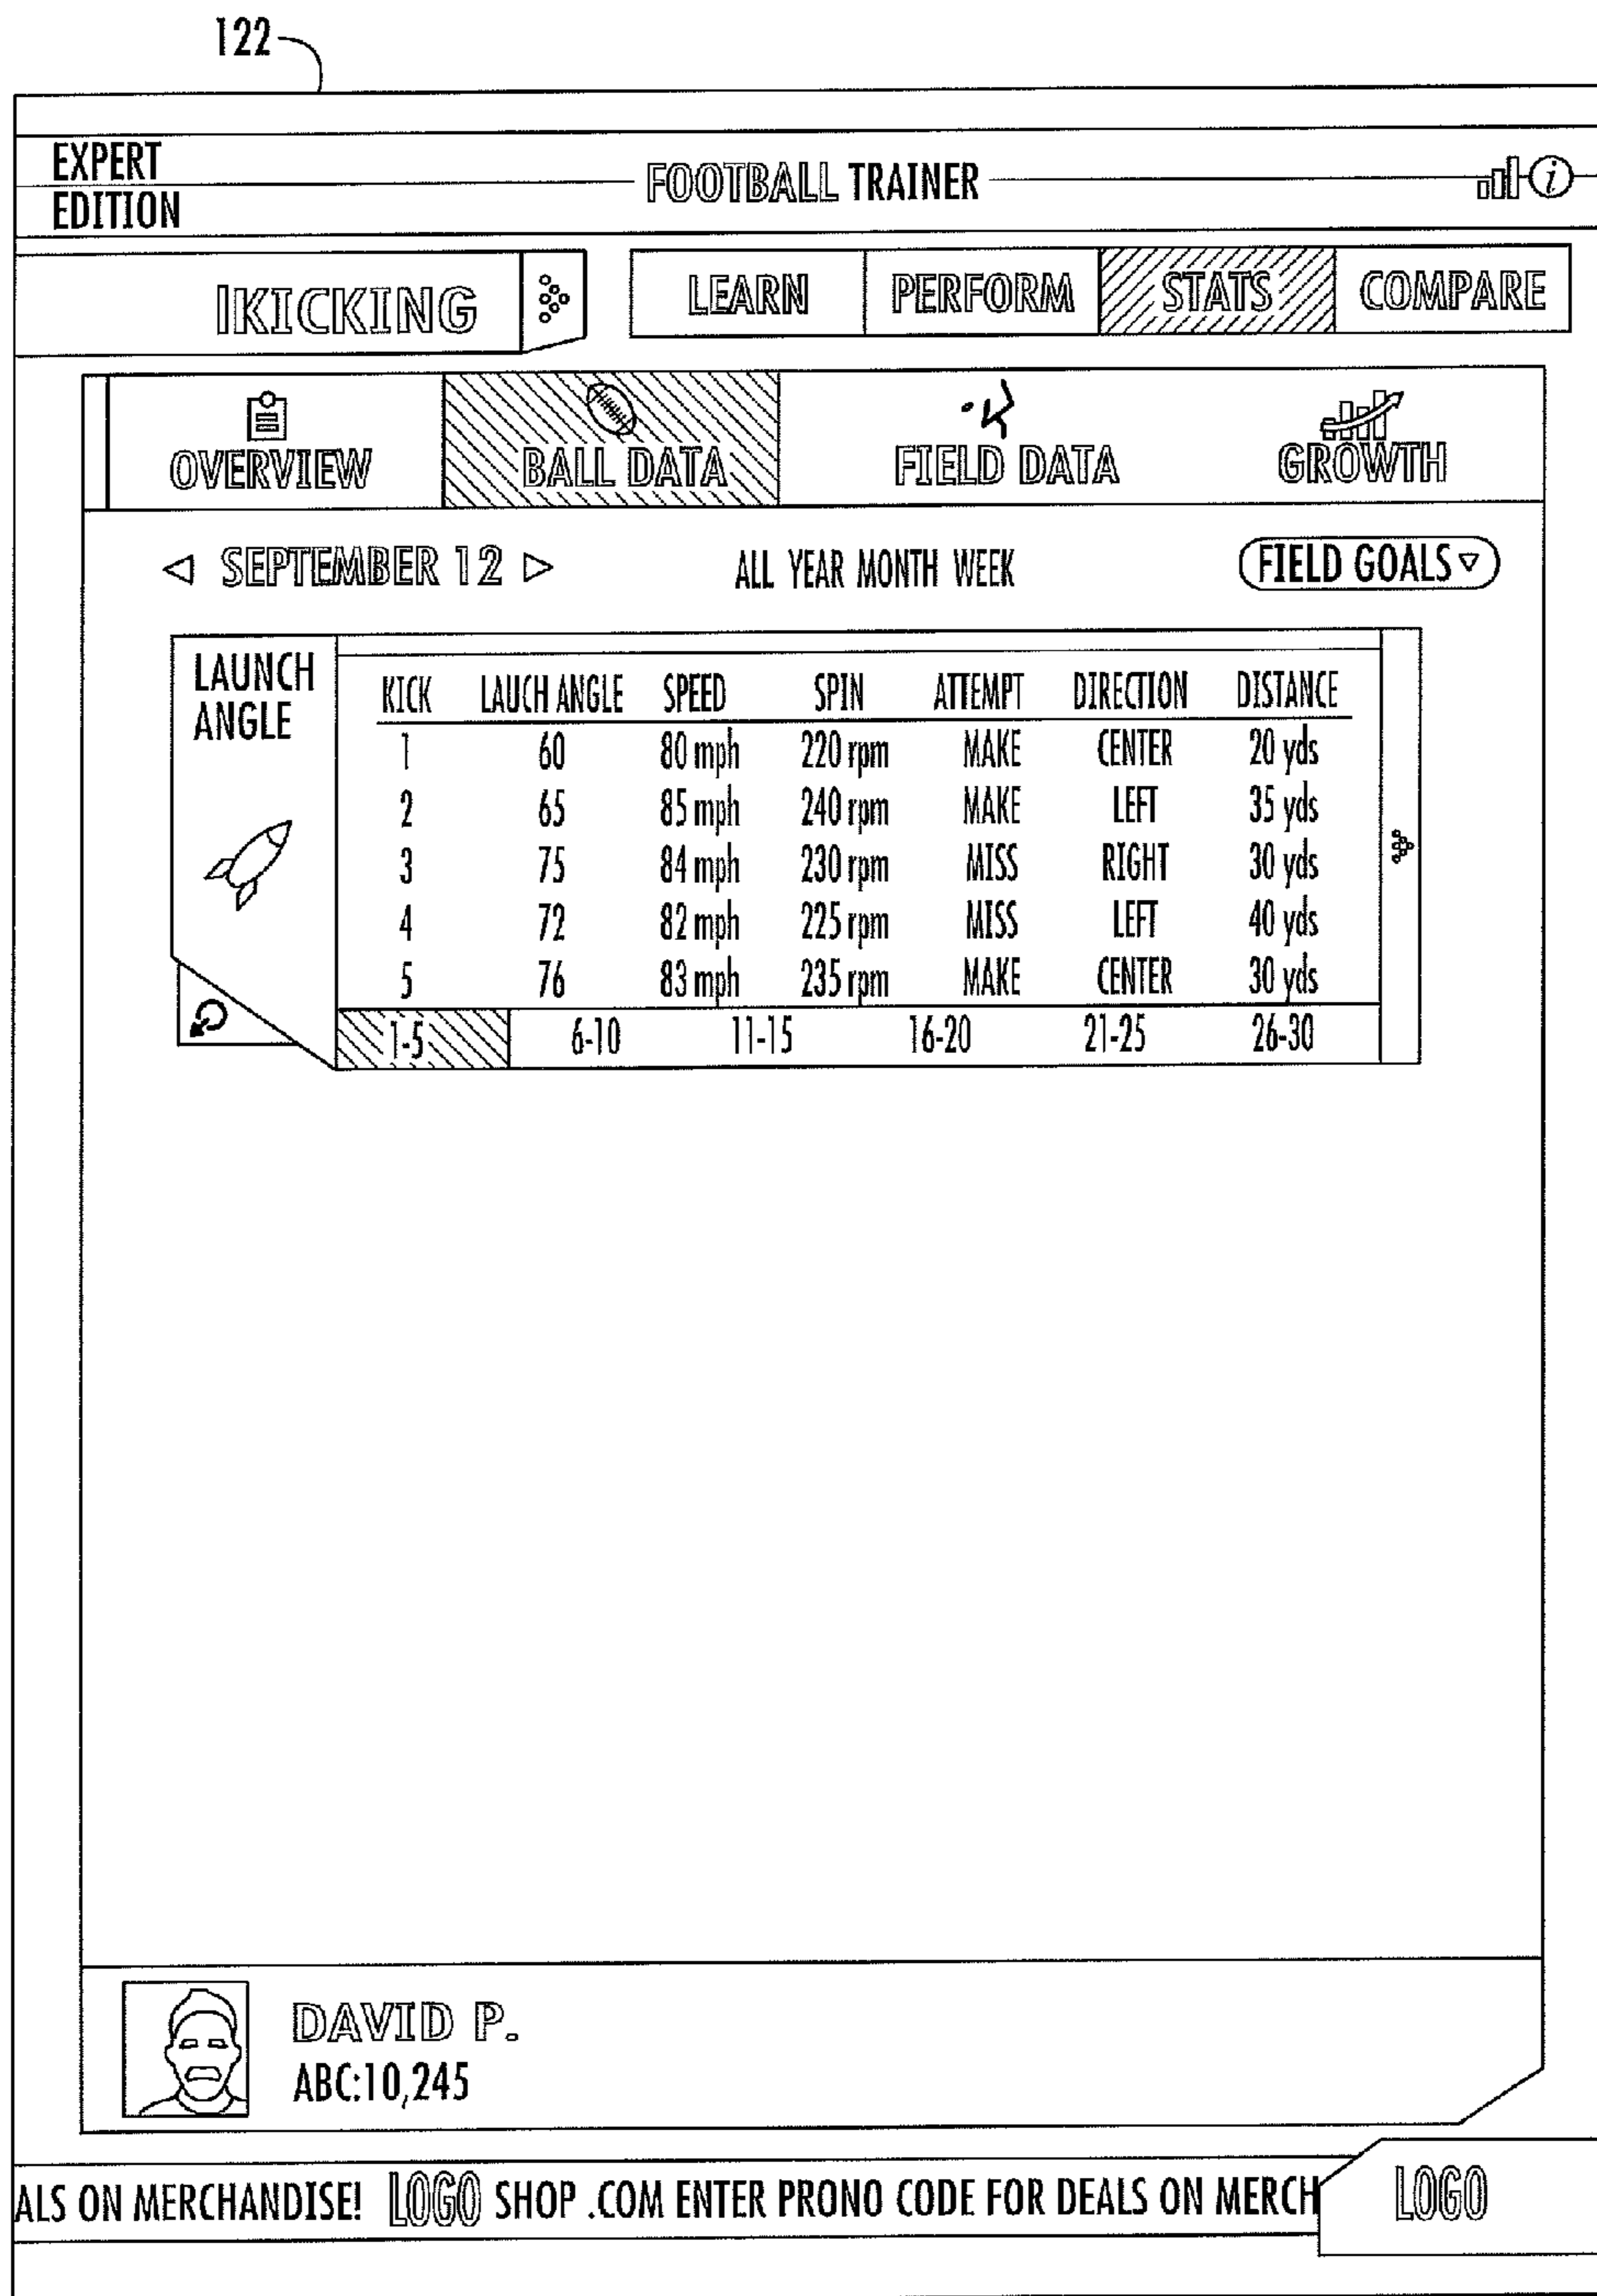 122
EXPERT
EDITION
FOOTBALL TRAINER
i
KICKING
LEARN PERFORM STATS COMPARE
OVERVIEW BALL DATA FIELD DATA GROWTH
SEPTEMBER 12 ALL YEAR MONTH WEEK FIELD GOALS
LAUNCH
ANGLE
KICK LAUCH ANGLE SPEED SPIN ATTEMPT DIRECTION DISTANCE
1 60 80 mph 220 rpm MAKE CENTER 20 yds
2 65 85 mph 240 rpm MAKE LEFT 35 yds
3 75 84 mph 230 rpm MISS RIGHT 30 yds
4 72 82 mph 225 rpm MISS LEFT 40 yds
5 76 83 mph 235 rpm MAKE CENTER 30 yds
1-5 6-10 11-15 16-20 21-25 26-30
DAVID P.
ABC:10,245
ALS ON MERCHANDISE! LOGO SHOP .COM ENTER PRONO CODE FOR DEALS ON MERCH LOGO